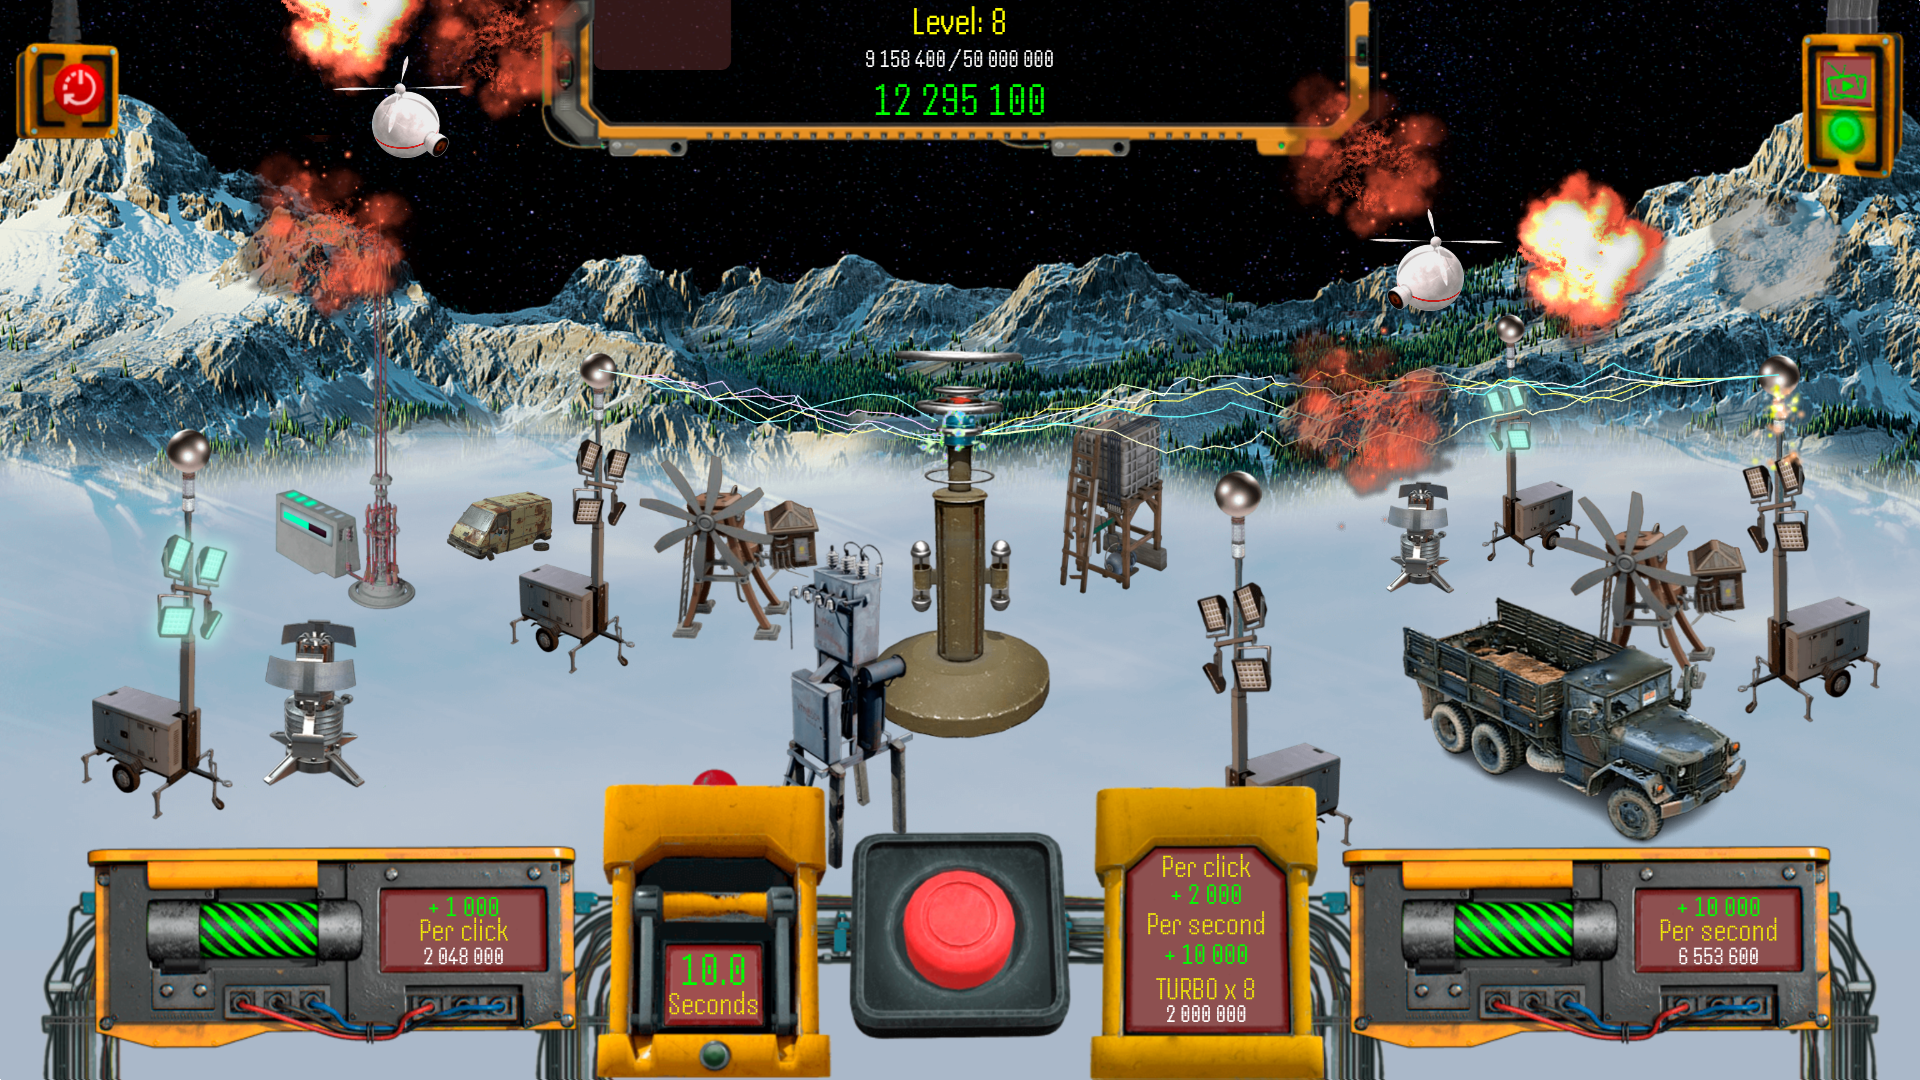 Level: 8
9 158 400/50 000 000
12 295 100
+ 1 000
Per click
2 048 000
10.0
Seconds
Per click
+ 2 000
Per second
+ 10 000
TURBO x 8
2 000 000
+ 10 000
Per second
6 553 600